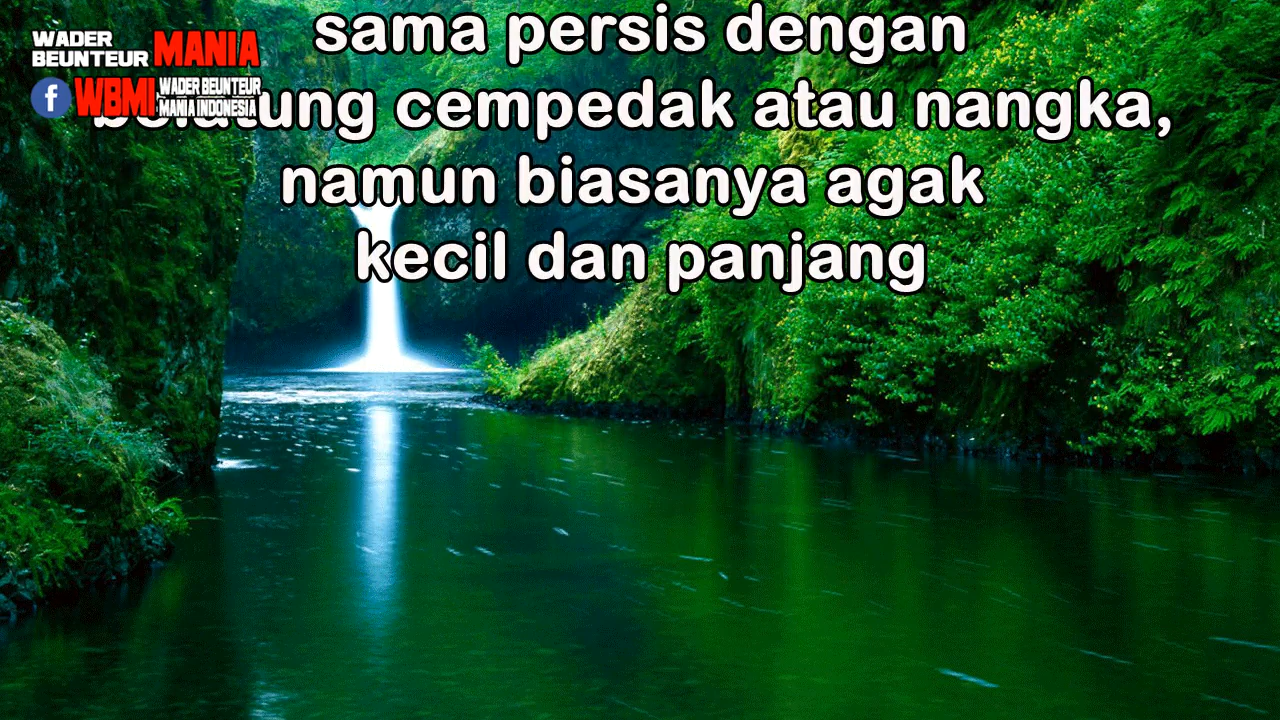 WADER
BEUNTEUR MANIA
WBMI WADER BEUNTEUR
MANIA INDONESIA
sama persis dengan
cempedak atau nangka,
namun biasanya agak
kecil dan panjang